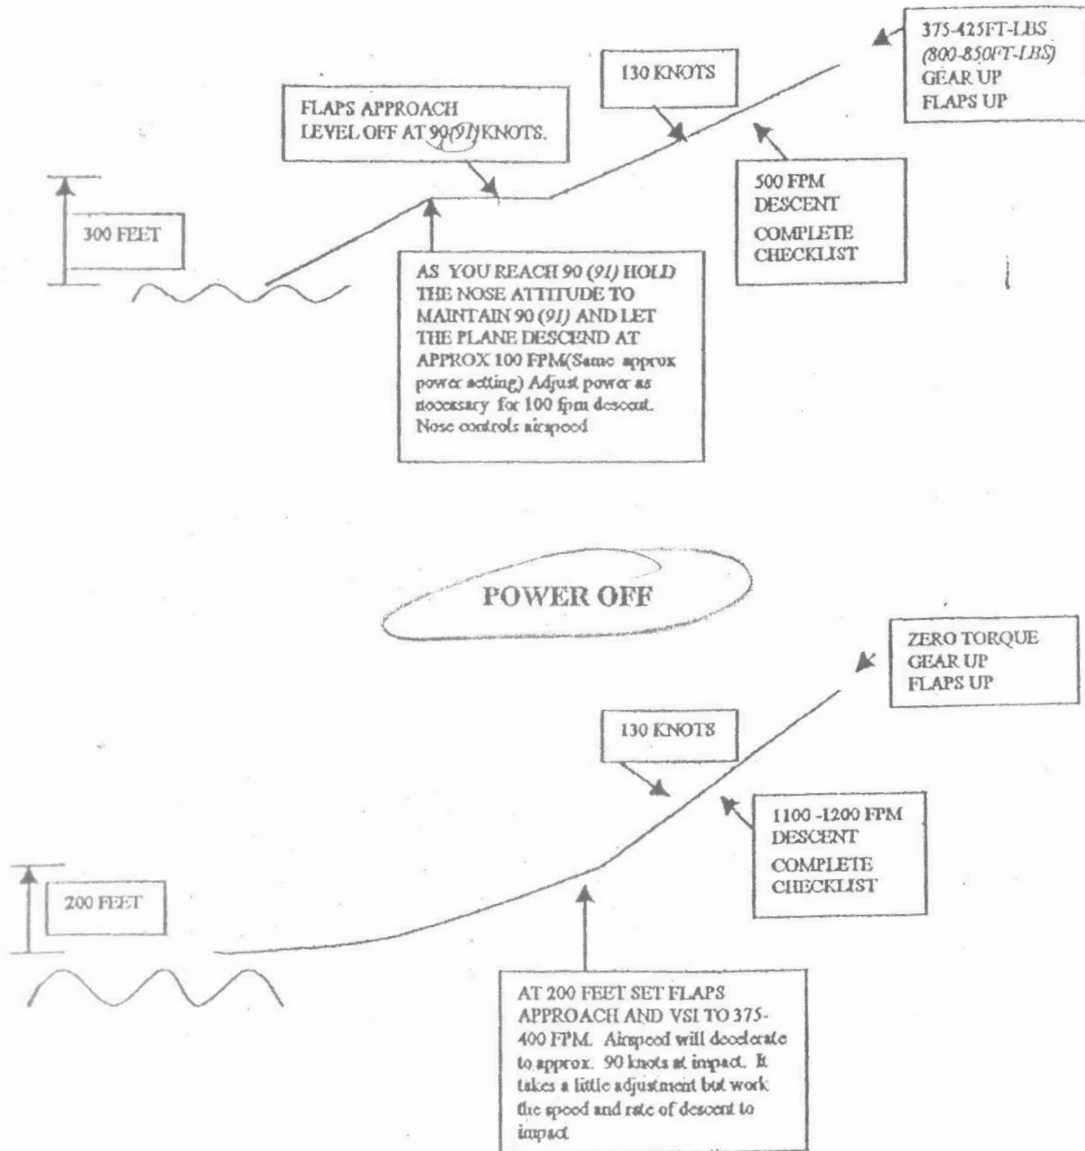 375-425FT-LBS
(800-850FT-LBS)
GEAR UP
FLAPS UP
130 KNOTS
FLAPS APPROACH
LEVEL OFF AT 90(91)KNOTS.
500 FPM
DESCENT
COMPLETE
CHECKLIST
300 FEET
AS YOU REACH 90 (91) HOLD
THE NOSE ATTITUDE TO
MAINTAIN 90 (91) AND LET
THE PLANE DESCEND AT
APPROX 100 FPM(Same approx
power setting) Adjust power as
necessary for 100 fpm descent.
Nose controls airspeed
POWER OFF
ZERO TORQUE
GEAR UP
FLAPS UP
130 KNOTS
1100 -1200 FPM
DESCENT
COMPLETE
CHECKLIST
200 FEET
AT 200 FEET SET FLAPS
APPROACH AND VSI TO 375-
400 FPM. Airspeed will decelerate
to approx. 90 knots at impact. It
takes a little adjustment but work
the speed and rate of descent to
impact